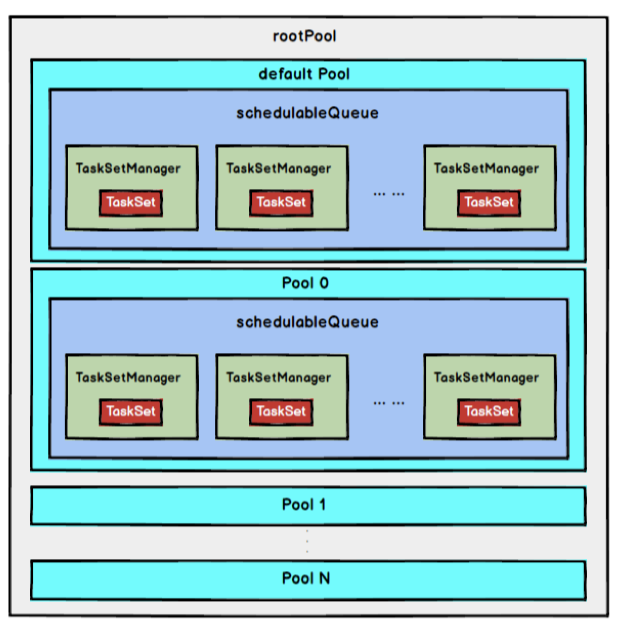 rootPool
default Pool
schedulableQueue
TaskSetManager TaskSetManager TaskSetManager
... ...
TaskSet TaskSet TaskSet
Pool 0
schedulableQueue
TaskSetManager TaskSetManager TaskSetManager
... ...
TaskSet TaskSet TaskSet
Pool 1
Pool N